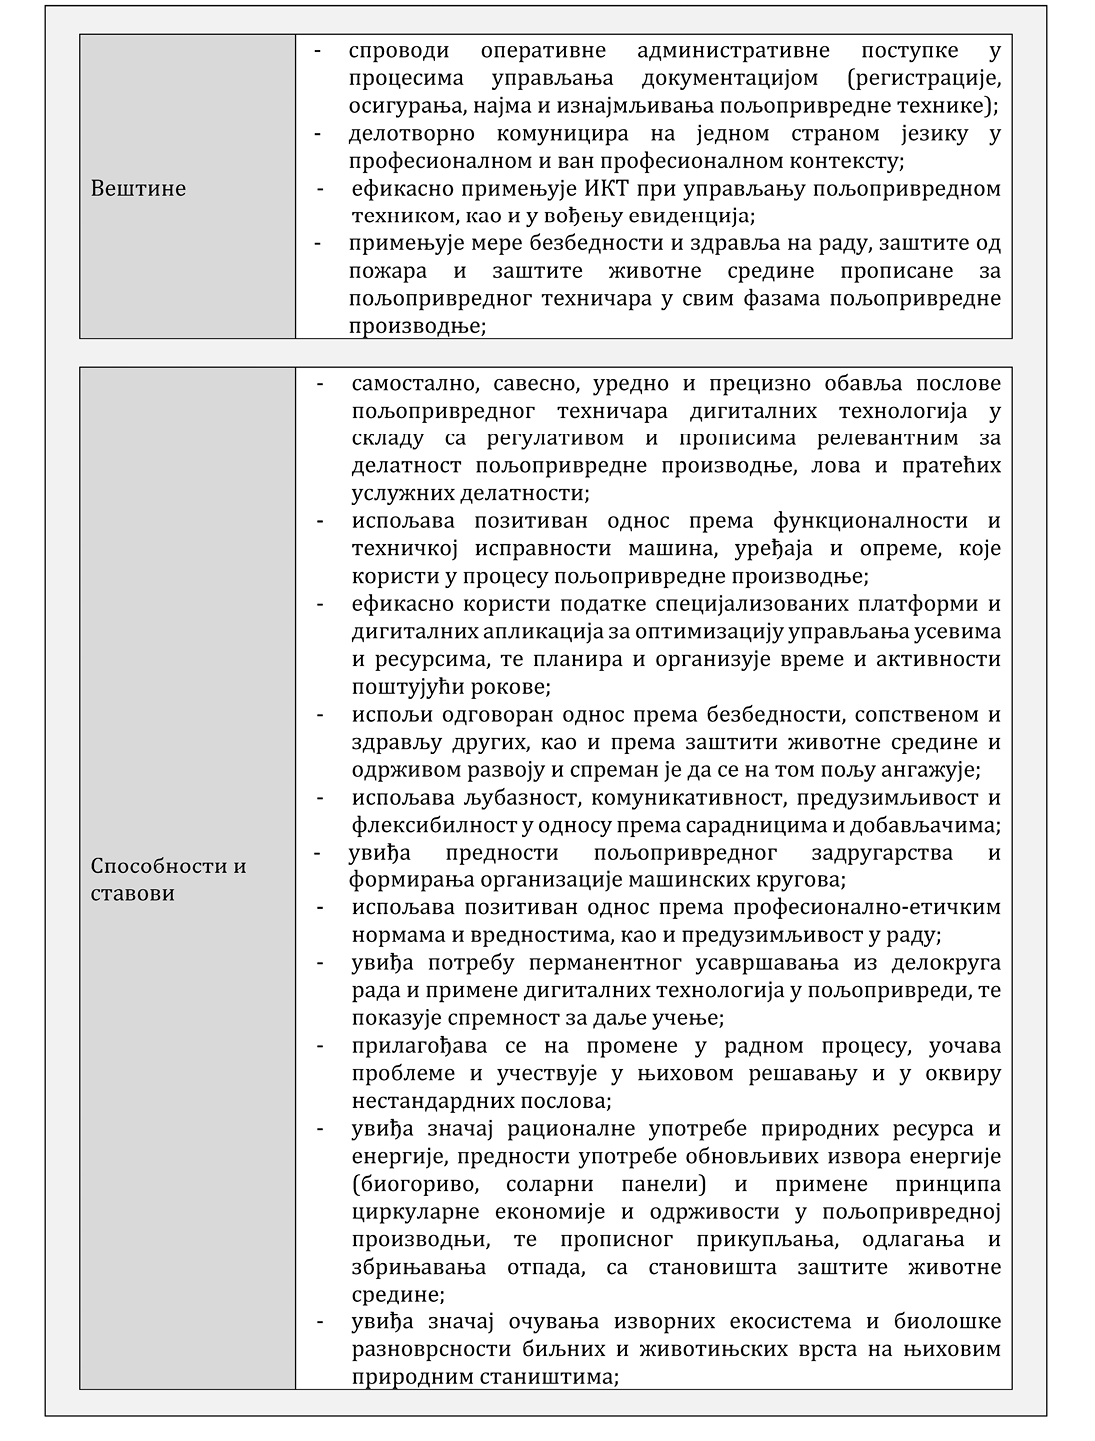 Вештине
- спроводи оперативне административне поступке у
процесима управљања документацијом (регистрације,
осигурања, најма и изнајмљивања пољопривредне технике);
- делотворно комуницира на једном страном језику у
професионалном и ван професионалном контексту;
- ефикасно примењује ИКТ при управљању пољопривредном
техником, као и у вођењу евиденција;
- примењује мере безбедности и здравља на раду, заштите од
пожара и заштите животне средине прописане за
пољопривредног техничара у свим фазама пољопривредне
производње;
Способности и
ставови
- самостално, савесно, уредно и прецизно обавља послове
пољопривредног техничара дигиталних технологија у
складу са регулативом и прописима релевантним за
делатност пољопривредне производње, лова и пратећих
услужних делатности;
- испољава позитиван однос према функционалности и
техничкој исправности машина, уређаја и опреме, које
користи у процесу пољопривредне производње;
- ефикасно користи податке специјализованих платформи и
дигиталних апликација за оптимизацију управљања усевима
и ресурсима, те планира и организује време и активности
поштујући рокове;
- испољи одговоран однос према безбедности, сопственом и
здрављу других, као и према заштити животне средине и
одрживом развоју и спреман је да се на том пољу ангажује;
- испољава љубазност, комуникативност, предузимљивост и
флексибилност у односу према сарадницима и добављачима;
- увиђа предности пољопривредног задругарства и
формирања организације машинских кругова;
- испољава позитиван однос према професионално-етичким
нормама и вредностима, као и предузимљивост у раду;
- увиђа потребу перманентног усавршавања из делокруга
рада и примене дигиталних технологија у пољопривреди, те
показује спремност за даље учење;
- прилагођава се на промене у радном процесу, уочава
проблеме и учествује у њиховом решавању и у оквиру
нестандардних послова;
- увиђа значај рационалне употребе природних ресурса и
енергије, предности употребе обновљивих извора енергије
(биогориво, соларни панели) и примене принципа
циркуларне економије и одрживости у пољопривредној
производњи, те прописног прикупљања, одлагања и
збрињавања отпада, са становишта заштите животне
средине;
- увиђа значај очувања изворних екосистема и биолошке
разноврсности биљних и животињских врста на њиховим
природним стаништима;